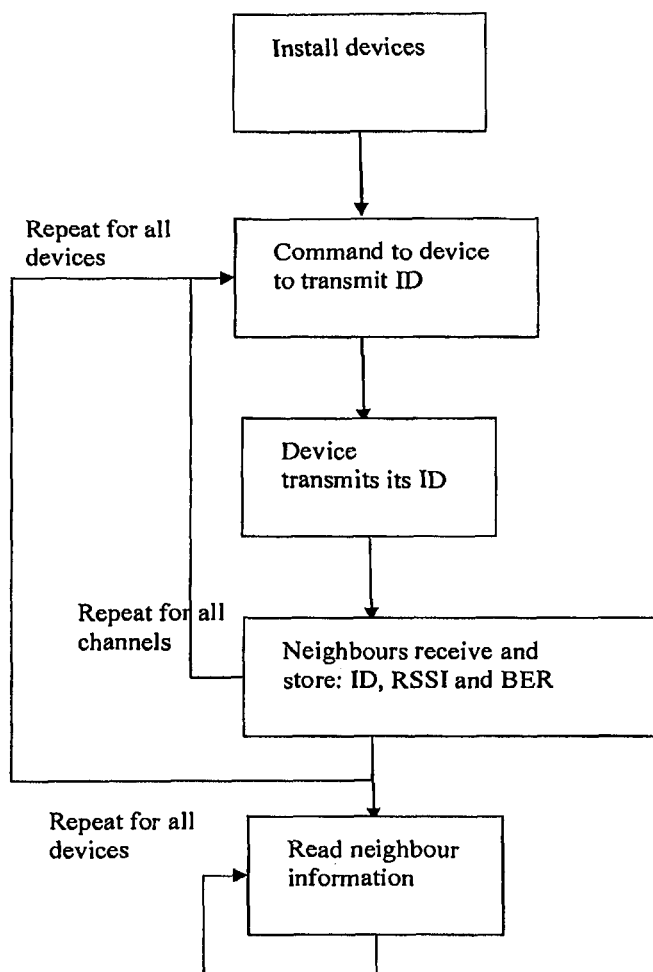 Install devices
Repeat for all
devices
Command to device
to transmit ID
Device
transmits its ID
Repeat for all
channels
Neighbours receive and
store: ID, RSSI and BER
Repeat for all
devices
Read neighbour
information